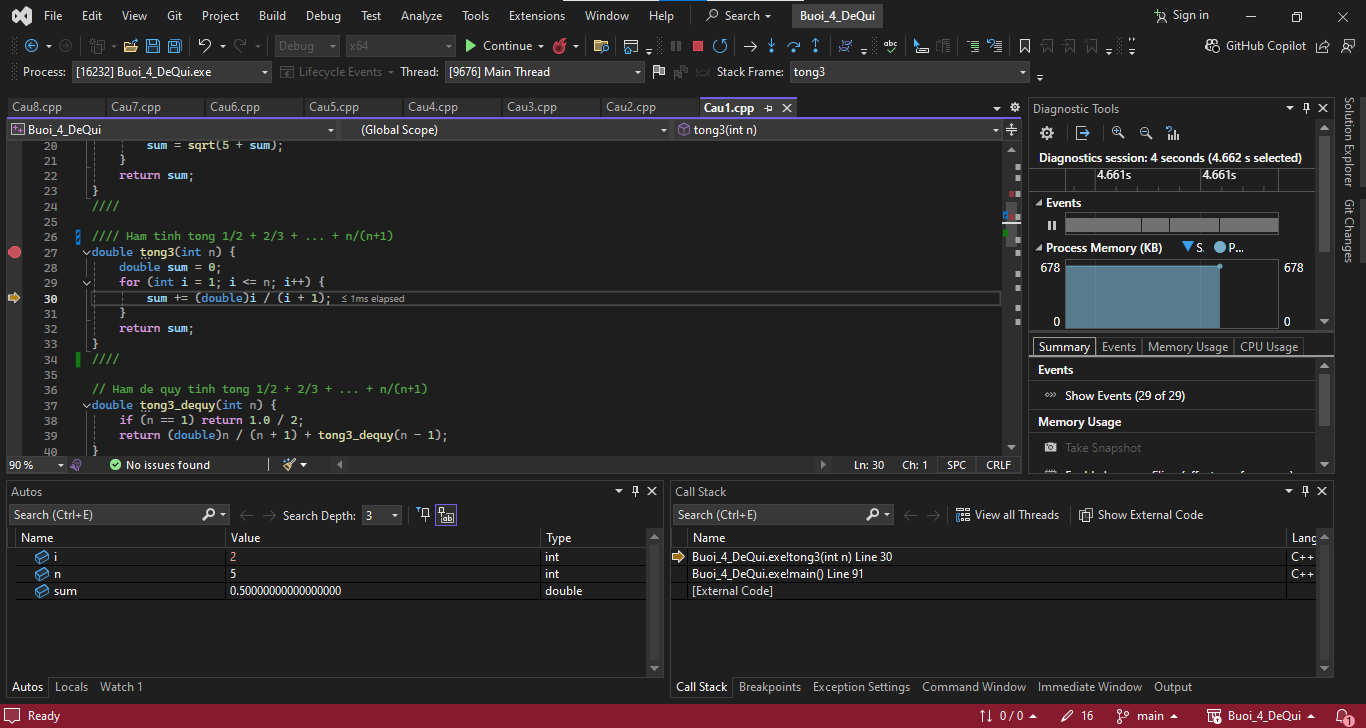 File Edit View Git Project Build Debug Test Analyze Tools Extensions Window Help Search Buoi_4_DeQui Sign in
Debug x64 Continue GitHub Copilot
Process: [16232] Buoi_4_DeQui.exe Lifecycle Events Thread: [9676] Main Thread Stack Frame: tong3
Cau8.cpp Cau7.cpp Cau6.cpp Cau5.cpp Cau4.cpp Cau3.cpp Cau2.cpp Cau1.cpp
Buoi_4_DeQui (Global Scope) tong3(int n)
20 sum = sqrt(5 + sum);
21 }
22 return sum;
23 }
24 ////
25
26 //// Ham tinh tong 1/2 + 2/3 + ... + n/(n+1)
27 double tong3(int n) {
28 double sum = 0;
29 for (int i = 1; i <= n; i++) {
30 sum += (double)i / (i + 1); ≤ 1ms elapsed
31 }
32 return sum;
33 }
34 ////
35
36 // Ham de quy tinh tong 1/2 + 2/3 + ... + n/(n+1)
37 double tong3_dequy(int n) {
38 if (n == 1) return 1.0 / 2;
39 return (double)n / (n + 1) + tong3_dequy(n - 1);
40 }
90 % No issues found Ln: 30 Ch: 1 SPC CRLF
Diagnostic Tools
Diagnostics session: 4 seconds (4.662 s selected)
4.661s 4.661s
Events
Process Memory (KB) S. P...
678 678
0 0
Summary Events Memory Usage CPU Usage
Events
Show Events (29 of 29)
Memory Usage
Take Snapshot
Solution Explorer
Git Changes
Autos
Search (Ctrl+E) Search Depth: 3
Name Value Type
i 2 int
n 5 int
sum 0.50000000000000000 double
Autos Locals Watch 1
Call Stack
Search (Ctrl+E) View all Threads Show External Code
Name Lang
Buoi_4_DeQui.exe!tong3(int n) Line 30 C++
Buoi_4_DeQui.exe!main() Line 91 C++
[External Code]
Call Stack Breakpoints Exception Settings Command Window Immediate Window Output
Ready 0 / 0 16 main Buoi_4_DeQui 1